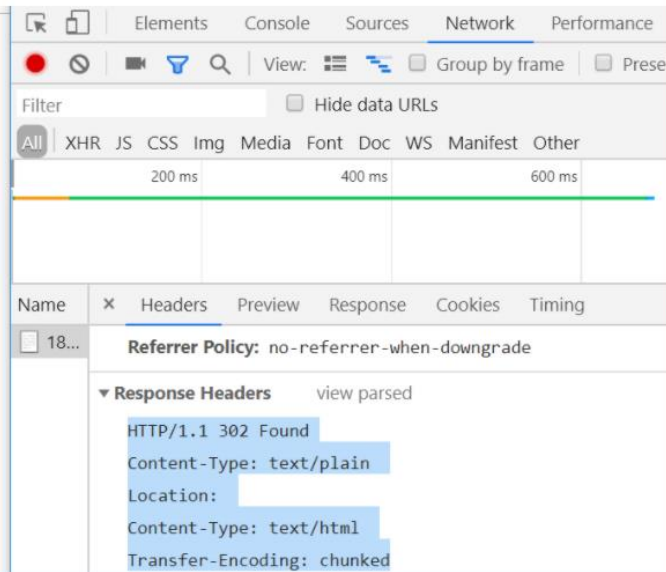 Elements Console Sources Network Performance
View: Group by frame Prese
Filter Hide data URLs
All XHR JS CSS Img Media Font Doc WS Manifest Other
200 ms 400 ms 600 ms
Name × Headers Preview Response Cookies Timing
18... Referrer Policy: no-referrer-when-downgrade
▼ Response Headers view parsed
HTTP/1.1 302 Found
Content-Type: text/plain
Location:
Content-Type: text/html
Transfer-Encoding: chunked